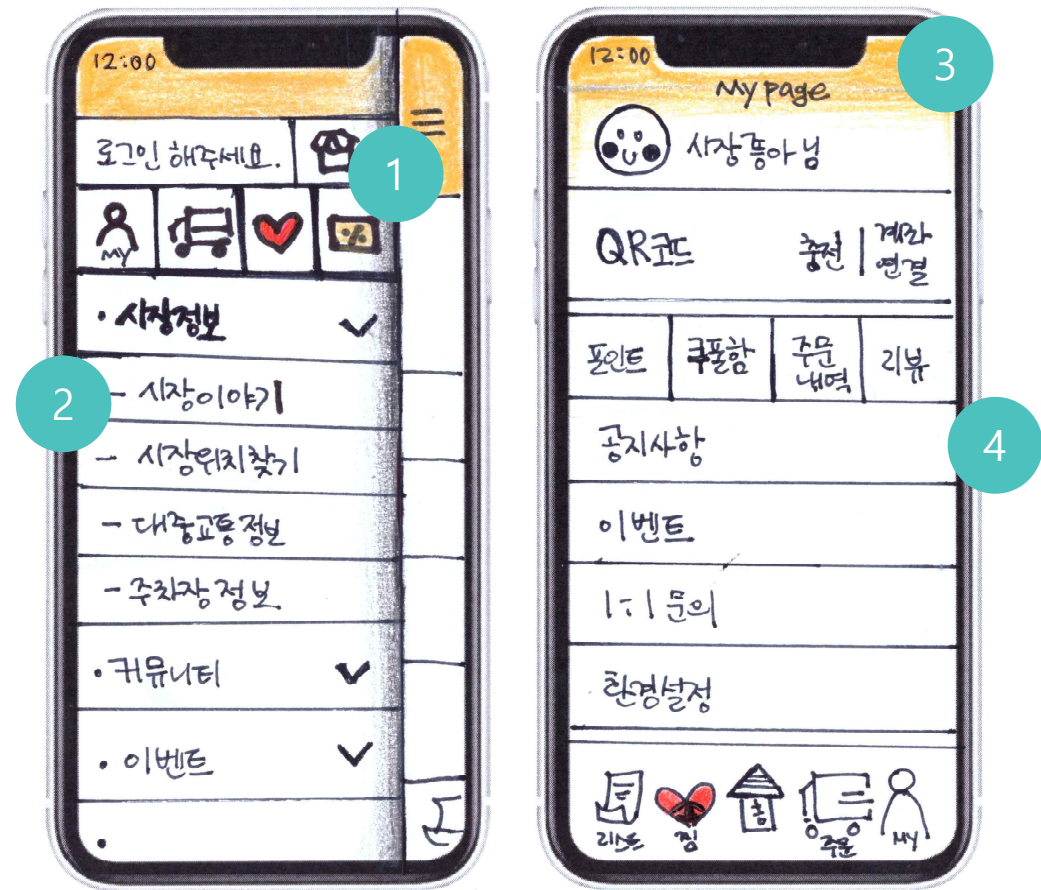 12:00
로그인 해주세요.
1
MY
%
• 시장정보
2
- 시장이야기
- 시장위치찾기
- 대중교통정보
- 주차장정보
• 커뮤니티
• 이벤트
•
12:00
3
My page
시장좋아님
QR코드
충전 | 계좌
연결
포인트
쿠폰함
주문
내역
리뷰
공지사항
4
이벤트
1:1 문의
환경설정
리스트
찜
홈
주문
MY